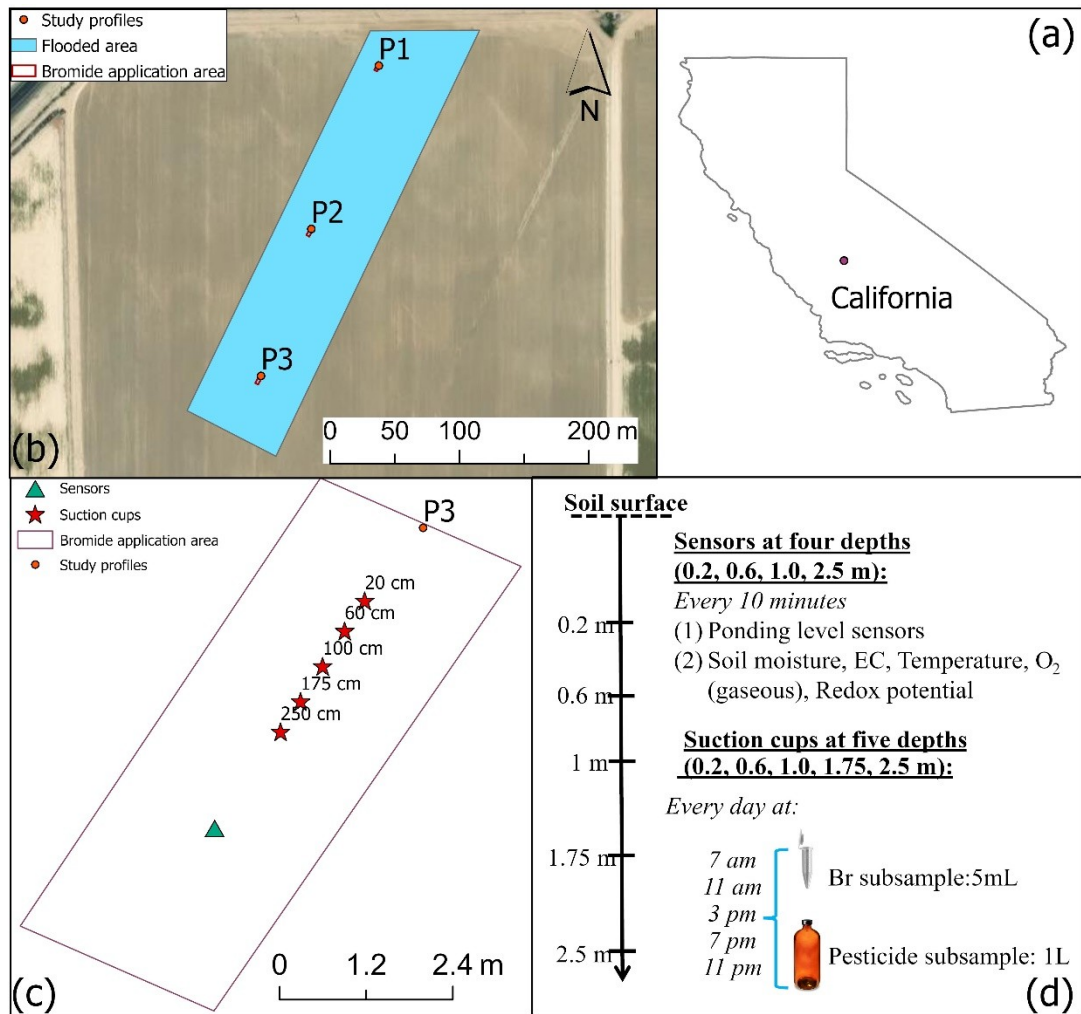 Study profiles
Flooded area
Bromide application area
P1
P2
P3
N
0 50 100 200 m
(b)
(a)
California
Sensors
Suction cups
Bromide application area
Study profiles
P3
20 cm
60 cm
100 cm
175 cm
250 cm
0 1.2 2.4 m
(c)
Soil surface
0.2 m
0.6 m
1 m
1.75 m
2.5 m
Sensors at four depths
(0.2, 0.6, 1.0, 2.5 m):
Every 10 minutes
(1) Ponding level sensors
(2) Soil moisture, EC, Temperature, O₂
(gaseous), Redox potential
Suction cups at five depths
(0.2, 0.6, 1.0, 1.75, 2.5 m):
Every day at:
7 am
11 am
3 pm
7 pm
11 pm
Br subsample:5mL
Pesticide subsample: 1L
(d)